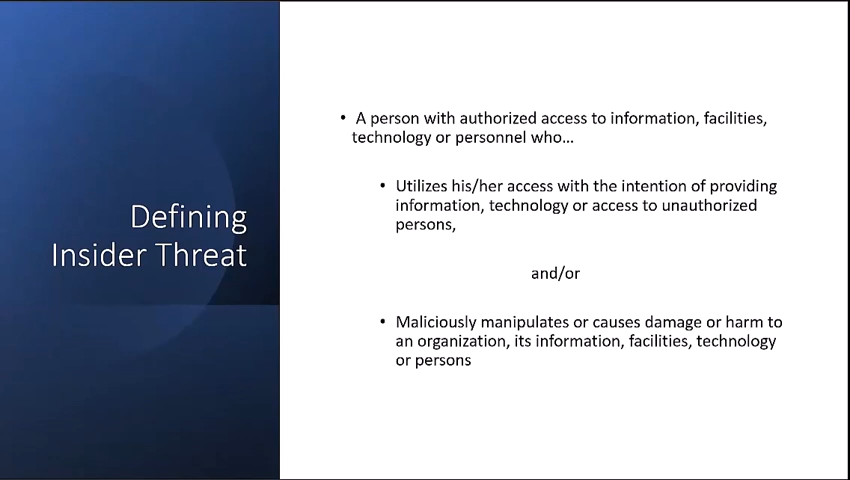 Defining
Insider Threat
• A person with authorized access to information, facilities,
technology or personnel who...
• Utilizes his/her access with the intention of providing
information, technology or access to unauthorized
persons,
and/or
• Maliciously manipulates or causes damage or harm to
an organization, its information, facilities, technology
or persons